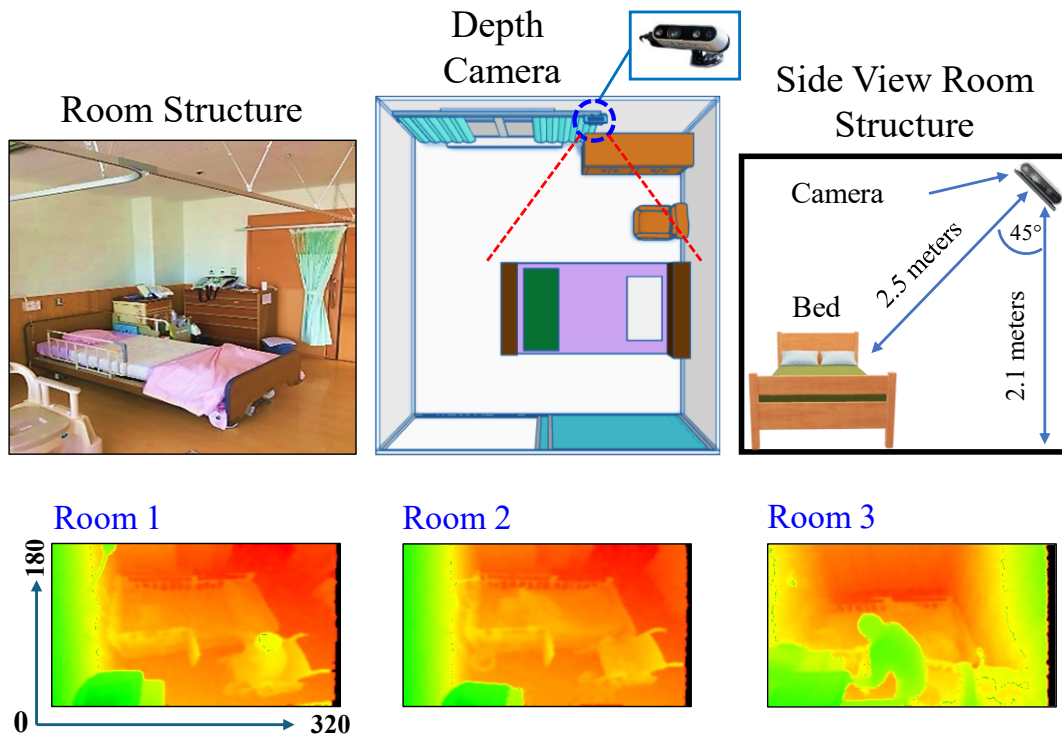 Depth
Camera
Room Structure
Side View Room
Structure
Camera
45°
2.5 meters
Bed
2.1 meters
Room 1
Room 2
Room 3
180
0
320